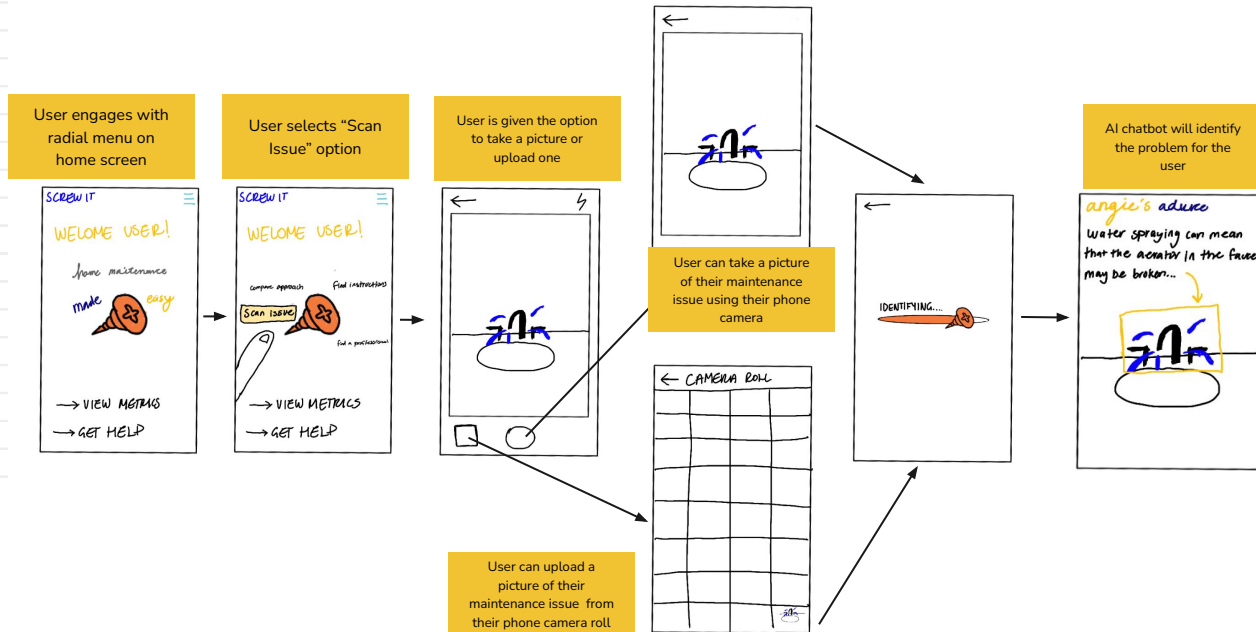 User engages with
radial menu on
home screen
User selects “Scan
Issue” option
User is given the option
to take a picture or
upload one
User can take a picture
of their maintenance
issue using their phone
camera
User can upload a
picture of their
maintenance issue from
their phone camera roll
AI chatbot will identify
the problem for the
user
SCREW IT
WELOME USER!
home maintenance
made
easy
→ VIEW METRICS
→ GET HELP
SCREW IT
WELOME USER!
compare approach
find instructions
Scan issue
find a professional
→ VIEW METRICS
→ GET HELP
← CAMERA ROLL
IDENTIFYING....
angie's advice
Water spraying can mean
that the aerator in the fauce
may be broken...